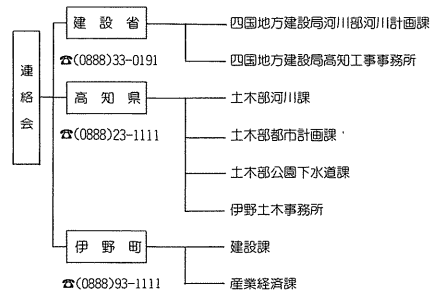 連絡会
建設省
☎(0888)33-0191
四国地方建設局河川部河川計画課
四国地方建設局高知工事事務所
高知県
☎(0888)23-1111
土木部河川課
土木部都市計画課
土木部公園下水道課
伊野土木事務所
伊野町
☎(0888)93-1111
建設課
産業経済課